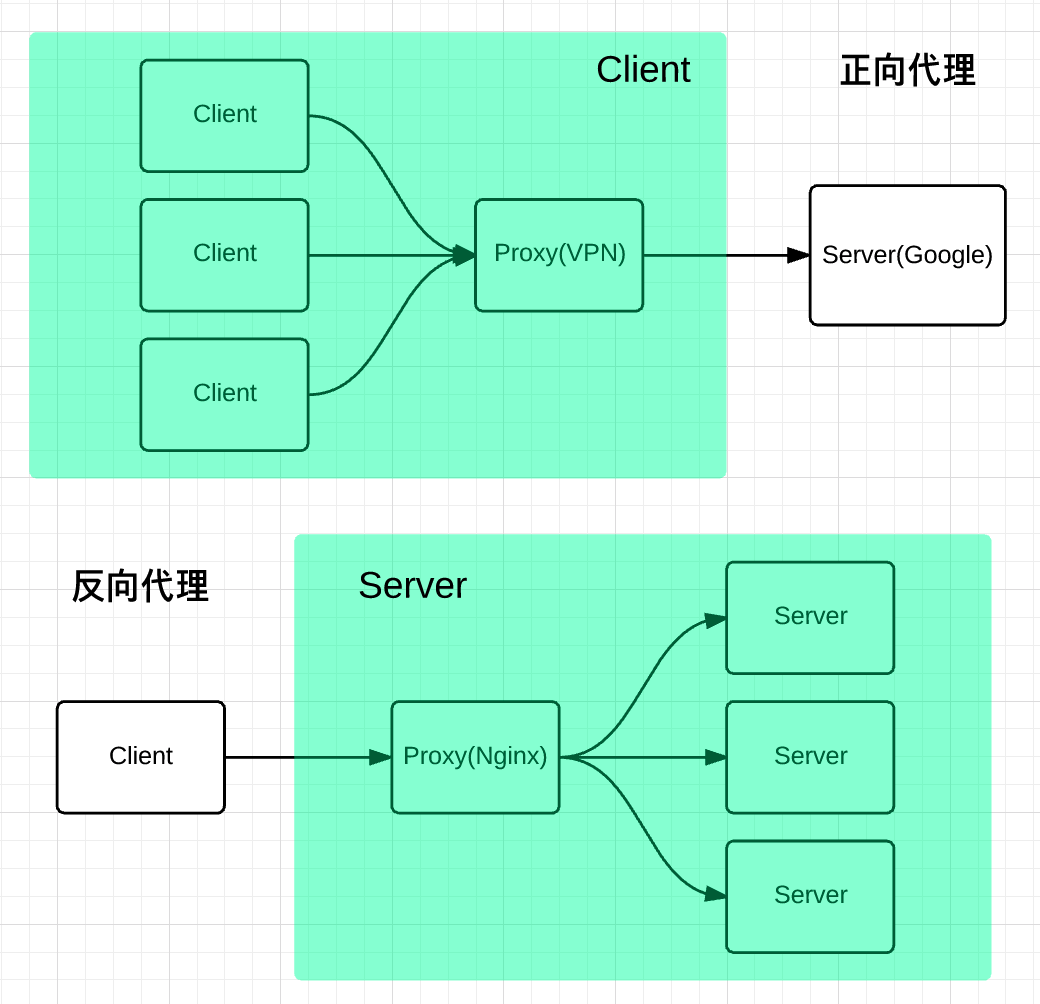 Client
正向代理
Client
Client
Proxy(VPN)
Server(Google)
Client
反向代理
Server
Server
Client
Proxy(Nginx)
Server
Server